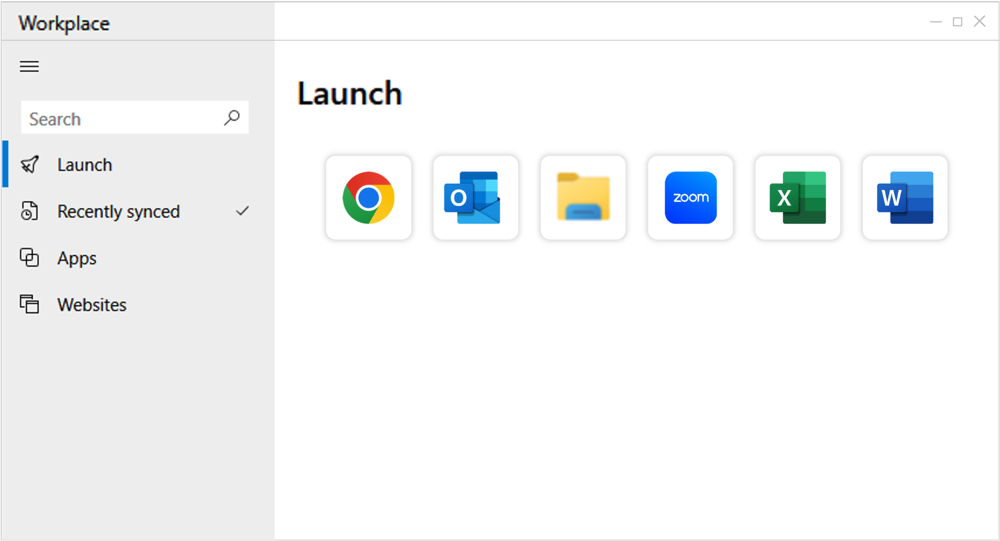 Workplace
Search
Launch
Recently synced
Apps
Websites
Launch
O
zoom
X
W